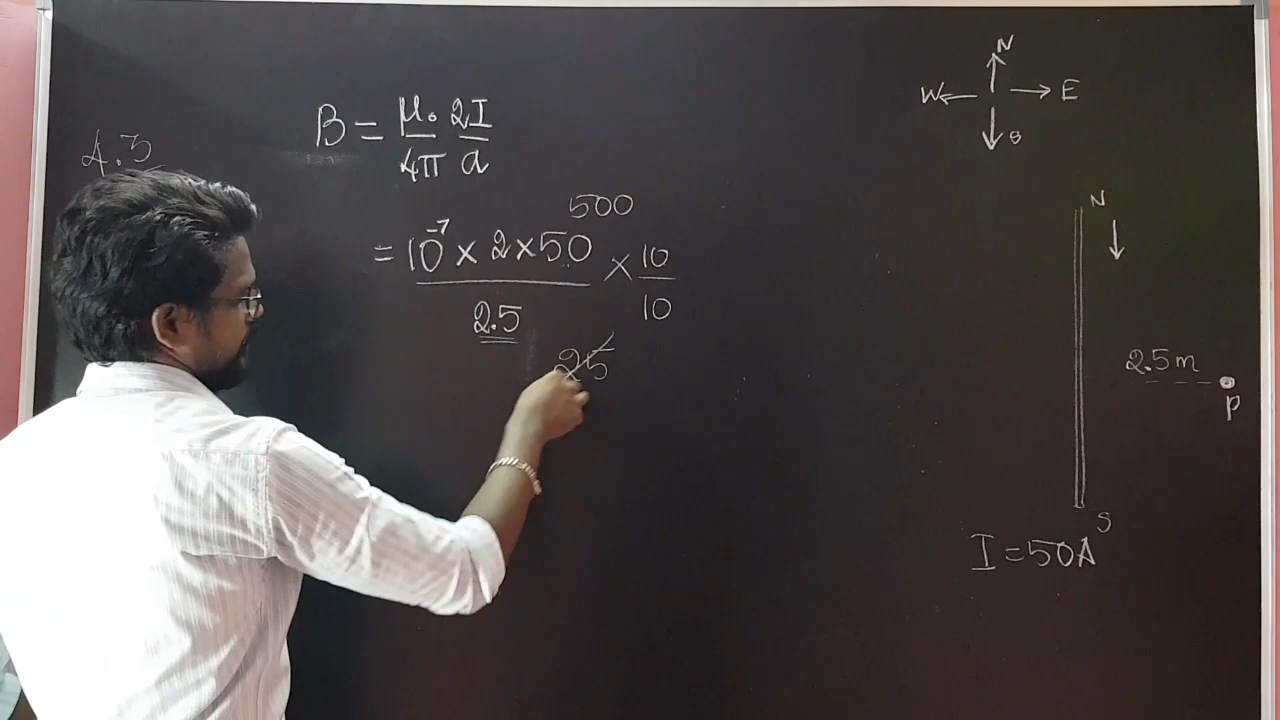 4.3
B = μ₀/4π 2I/a
500
= 10⁻⁷ × 2 × 50 / 2.5 × 10/10
25
N
W E
S
N
2.5m
P
S
I = 50A